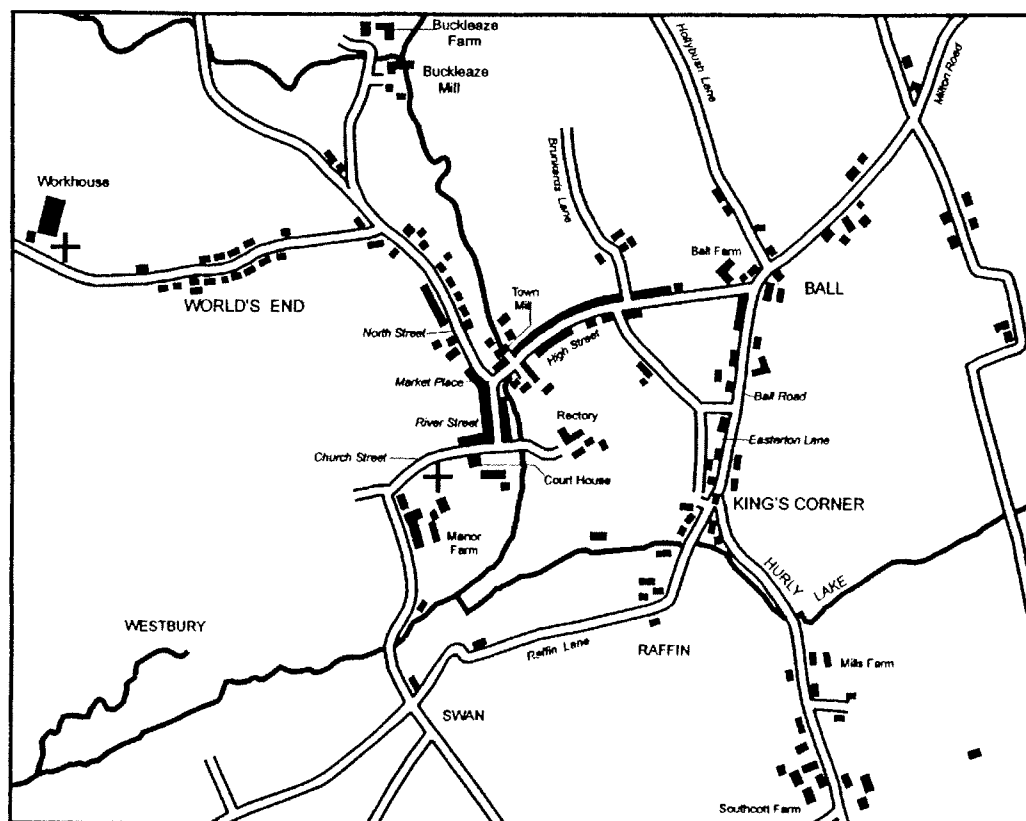 Buckleaze
Farm
Buckleaze
Mill
Hollybush Lane
Milton Road
Brunkerds Lane
Workhouse
Ball Farm
BALL
WORLD'S END
Town
Mill
North Street
High Street
Market Place
Ball Road
River Street
Rectory
Easterton Lane
Church Street
Court House
KING'S CORNER
Manor
Farm
HURLY
LAKE
WESTBURY
Raffin Lane
RAFFIN
Mills Farm
SWAN
Southcott Farm